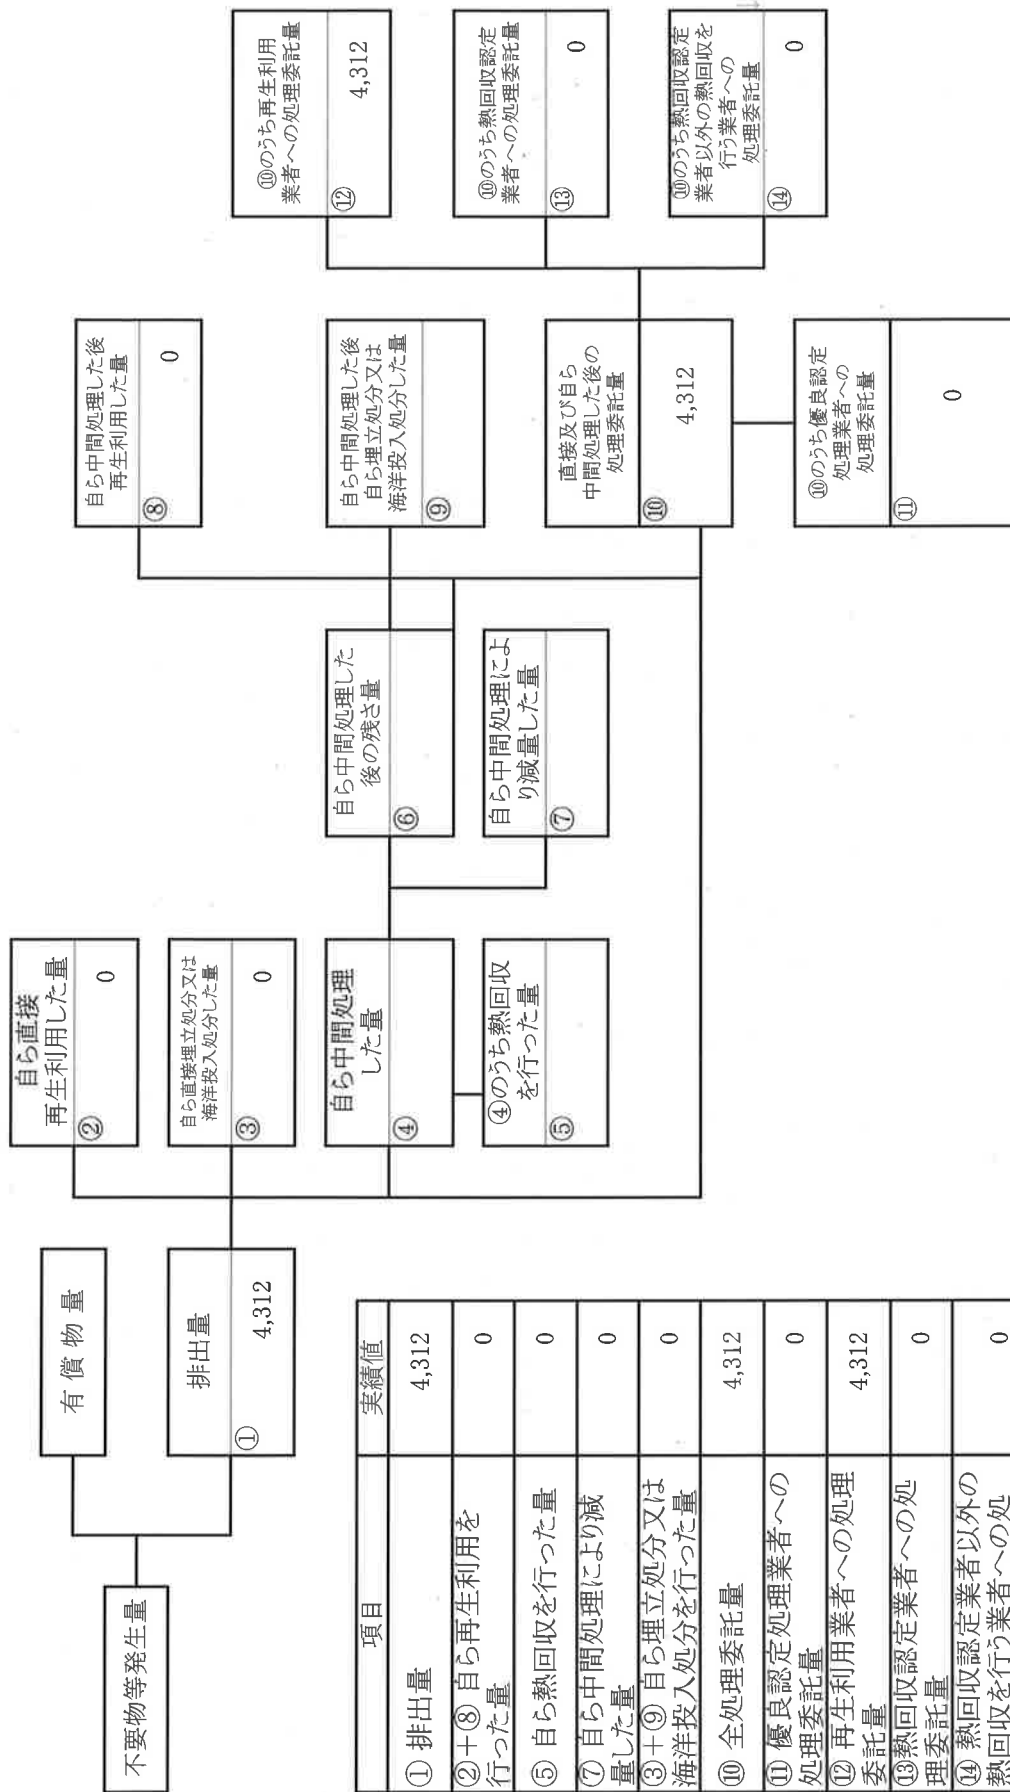 不要物等発生量
有償物量
排出量
①
4,312
自ら直接
再生利用した量
②
0
自ら直接埋立処分又は
海洋投入処分した量
③
0
自ら中間処理
した量
④
④のうち熱回収
を行った量
⑤
自ら中間処理した
後の残さ量
⑥
自ら中間処理によ
り減量した量
⑦
自ら中間処理した後
再生利用した量
⑧
0
自ら中間処理した後
自ら埋立処分又は
海洋投入処分した量
⑨
直接及び自ら
中間処理した後の
処理委託量
⑩
4,312
⑩のうち優良認定
処理業者への
処理委託量
⑪
0
⑩のうち再生利用
業者への処理委託量
⑫
4,312
⑩のうち熱回収認定
業者への処理委託量
⑬
0
⑩のうち熱回収認定
業者以外の熱回収を
行う業者への
処理委託量
⑭
0
項目 実績値
① 排出量 4,312
②＋⑧ 自ら再生利用を
行った量 0
⑤ 自ら熱回収を行った量 0
⑦ 自ら中間処理により減
量した量 0
③＋⑨ 自ら埋立処分又は
海洋投入処分を行った量 0
⑩ 全処理委託量 4,312
⑪ 優良認定処理業者への
処理委託量 0
⑫ 再生利用業者への処理
委託量 4,312
⑬熱回収認定業者への処
理委託量 0
⑭ 熱回収認定業者以外の
熱回収を行う業者への処 0